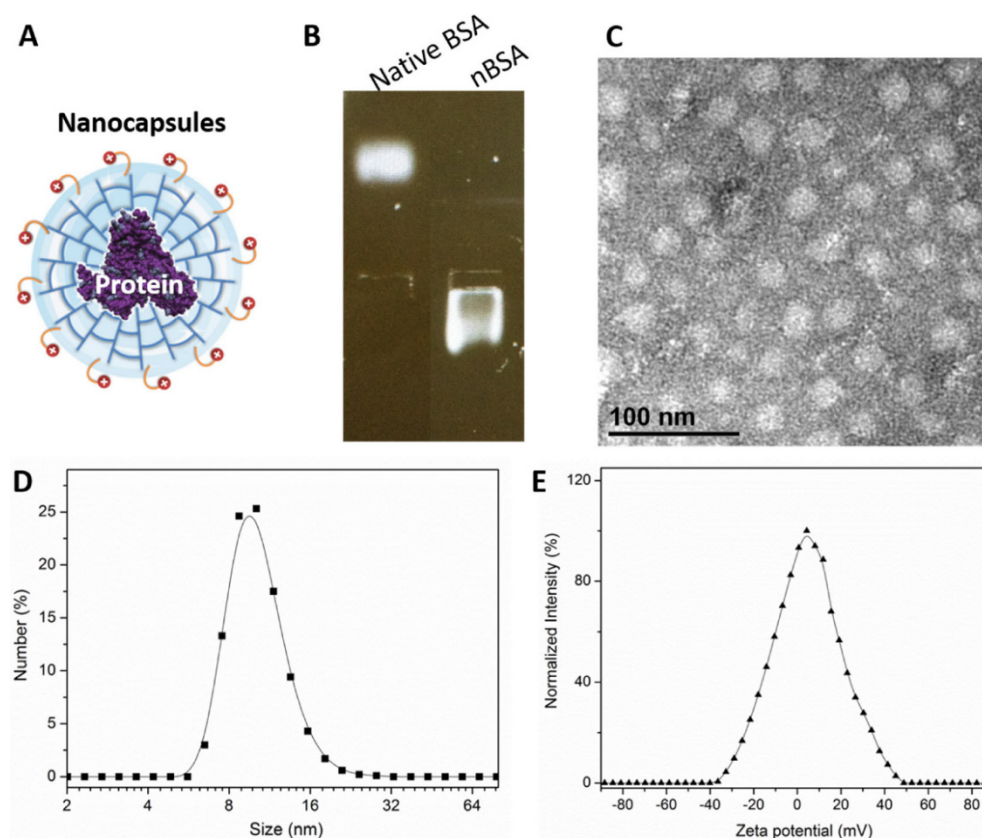 A
B
C
Native BSA
nBSA
Nanocapsules
+
+
+
+
+
+
+
+
+
+
+
+
Protein
100 nm
D
Number (%)
25
20
15
10
5
0
2
4
8
16
32
64
Size (nm)
E
Normalized Intensity (%)
120
80
40
0
-80
-60
-40
-20
0
20
40
60
80
Zeta potential (mV)